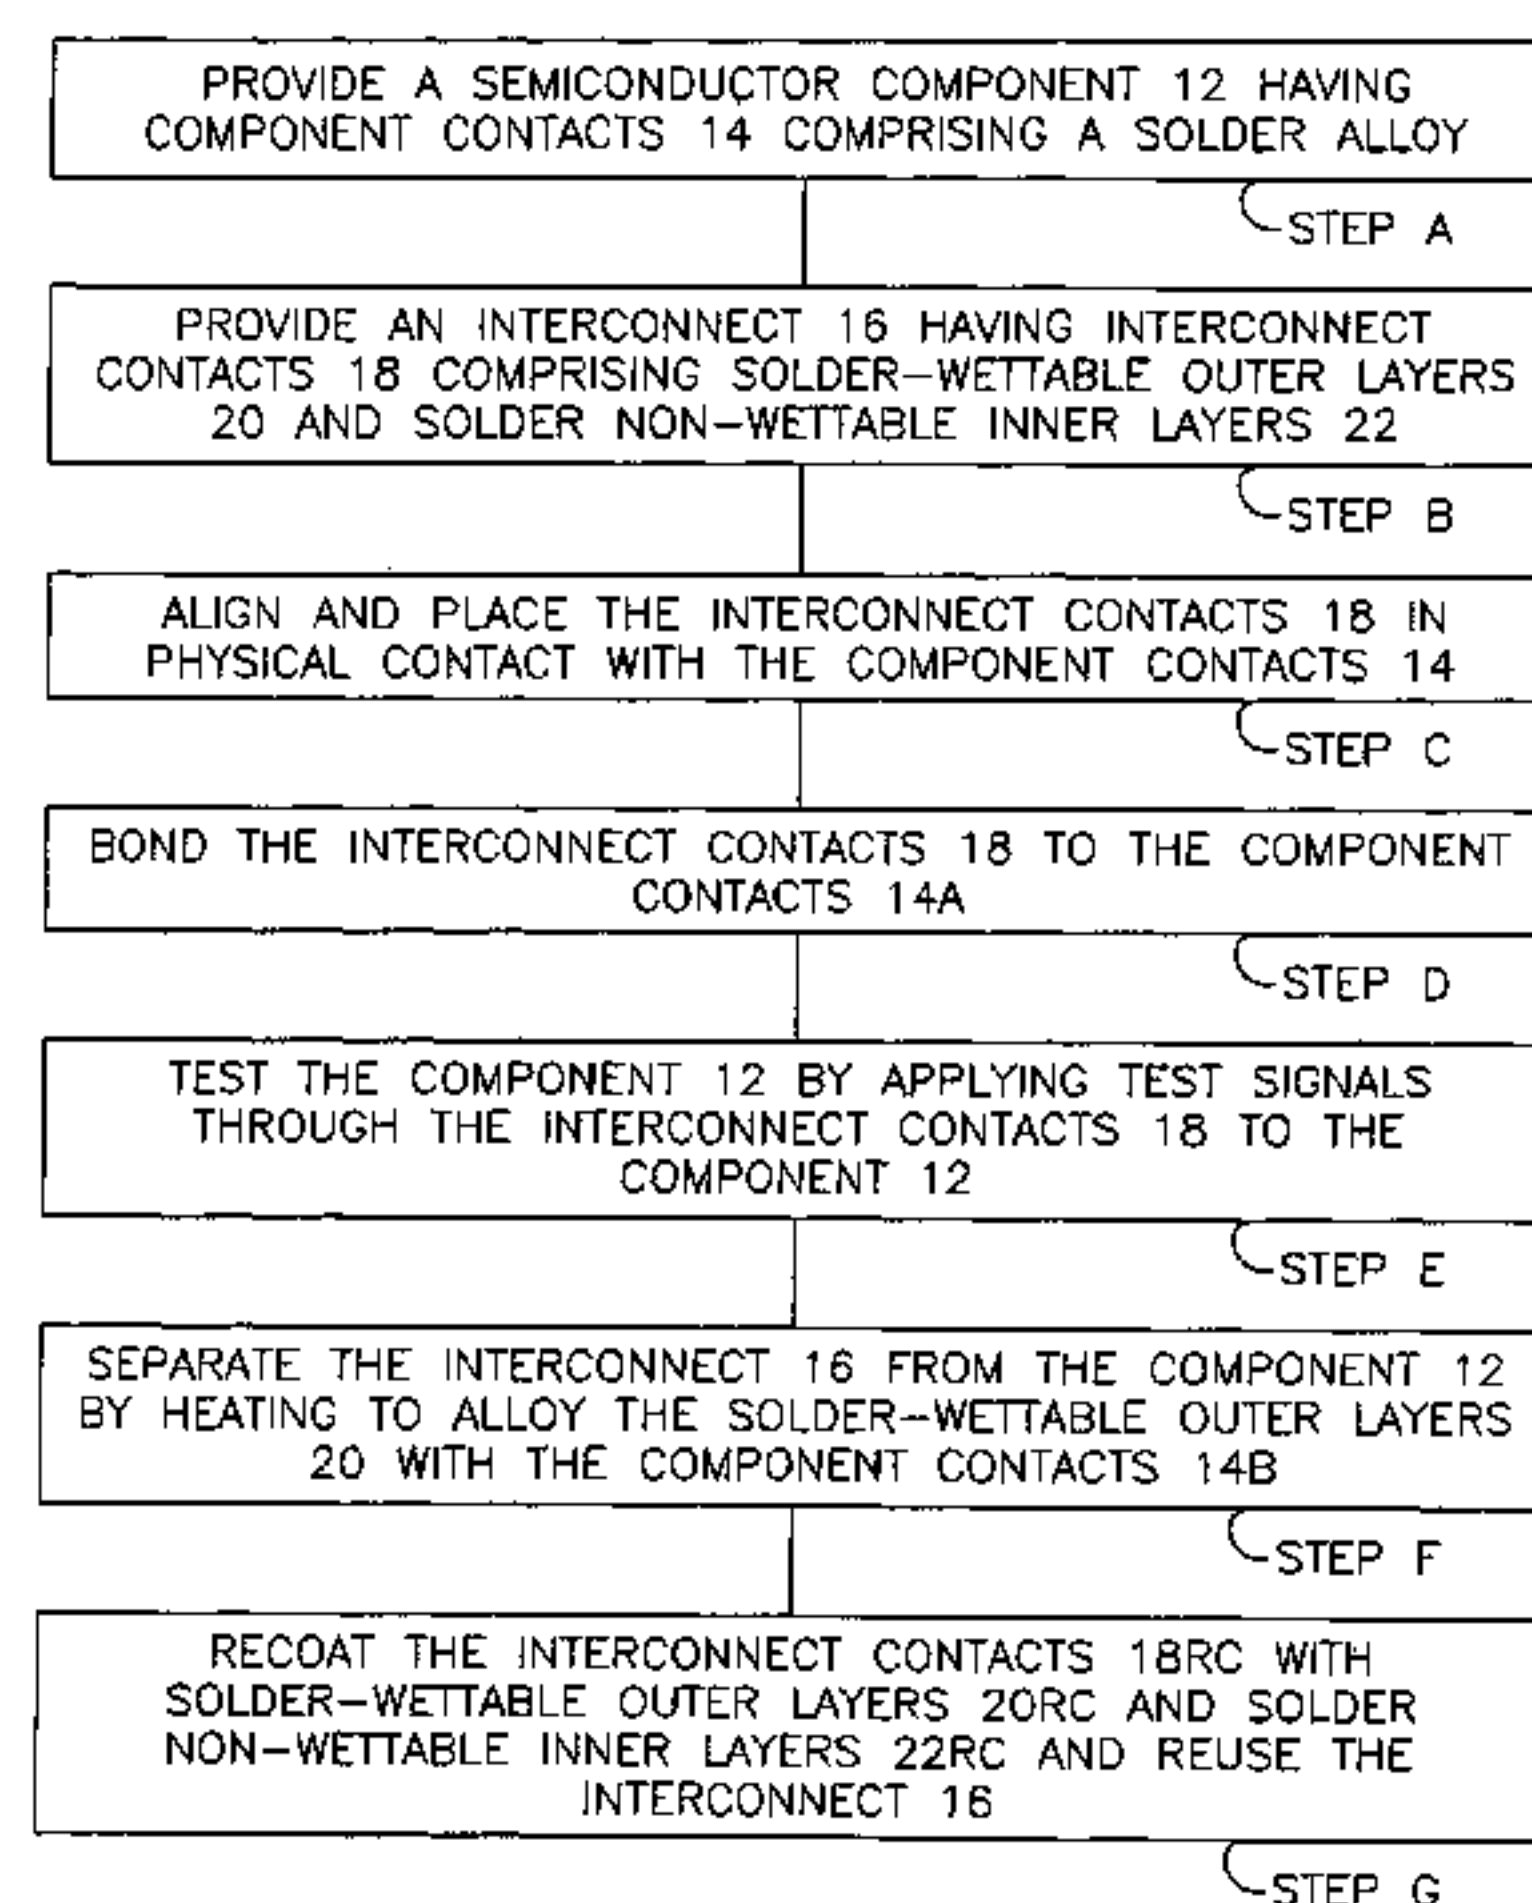 PROVIDE A SEMICONDUCTOR COMPONENT 12 HAVING
COMPONENT CONTACTS 14 COMPRISING A SOLDER ALLOY
STEP A
PROVIDE AN INTERCONNECT 16 HAVING INTERCONNECT
CONTACTS 18 COMPRISING SOLDER-WETTABLE OUTER LAYERS
20 AND SOLDER NON-WETTABLE INNER LAYERS 22
STEP B
ALIGN AND PLACE THE INTERCONNECT CONTACTS 18 IN
PHYSICAL CONTACT WITH THE COMPONENT CONTACTS 14
STEP C
BOND THE INTERCONNECT CONTACTS 18 TO THE COMPONENT
CONTACTS 14A
STEP D
TEST THE COMPONENT 12 BY APPLYING TEST SIGNALS
THROUGH THE INTERCONNECT CONTACTS 18 TO THE
COMPONENT 12
STEP E
SEPARATE THE INTERCONNECT 16 FROM THE COMPONENT 12
BY HEATING TO ALLOY THE SOLDER-WETTABLE OUTER LAYERS
20 WITH THE COMPONENT CONTACTS 14B
STEP F
RECOAT THE INTERCONNECT CONTACTS 18RC WITH
SOLDER-WETTABLE OUTER LAYERS 20RC AND SOLDER
NON-WETTABLE INNER LAYERS 22RC AND REUSE THE
INTERCONNECT 16
STEP G